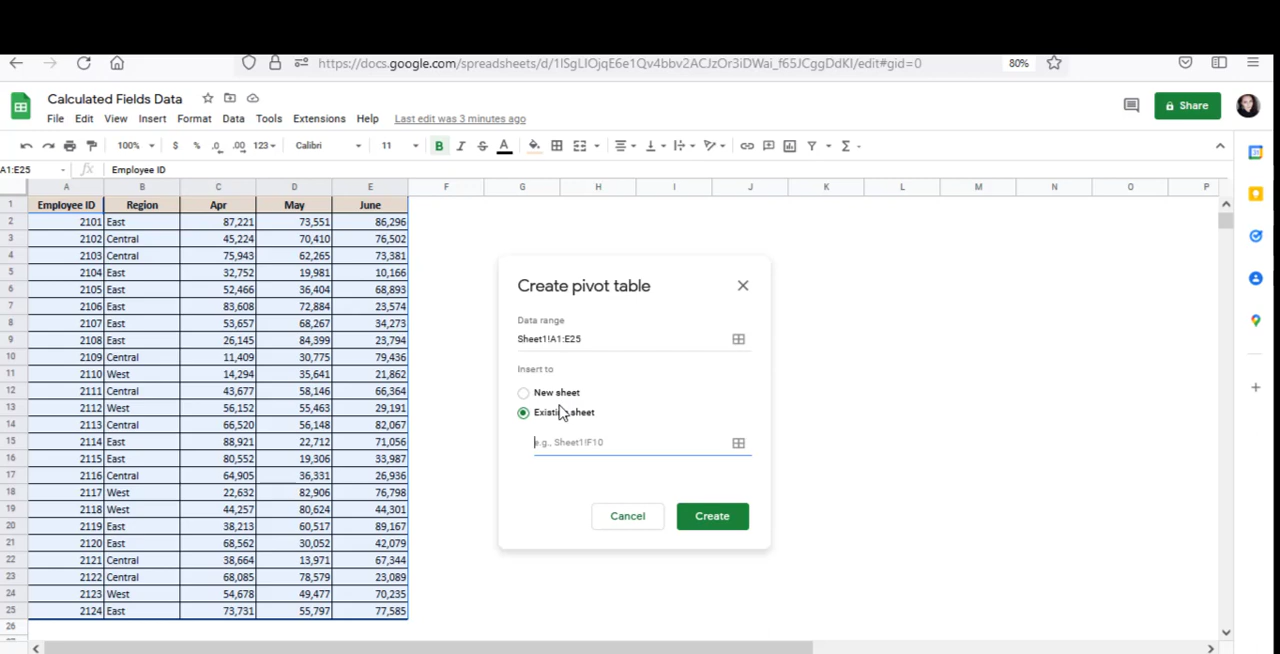 https://docs.google.com/spreadsheets/d/1ISgLIOjqE6e1Qv4bbv2ACJzOr3iDWai_f65JCggDdKI/edit#gid=0 80%
Calculated Fields Data
Share
File Edit View Insert Format Data Tools Extensions Help Last edit was 3 minutes ago
100% $ % .0 .00 123 Calibri 11 B I S A Σ
A1:E25 fx Employee ID
A B C D E F G H I J K L M N O P
1 Employee ID Region Apr May June
2 2101 East 87,221 73,551 86,296
3 2102 Central 45,224 70,410 76,502
4 2103 Central 75,943 62,265 73,381
5 2104 East 32,752 19,981 10,166
6 2105 East 52,466 36,404 68,893
7 2106 East 83,608 72,884 23,574
8 2107 East 53,657 68,267 34,273
9 2108 East 26,145 84,399 23,794
10 2109 Central 11,409 30,775 79,436
11 2110 West 14,294 35,641 21,862
12 2111 Central 43,677 58,146 66,364
13 2112 West 56,152 55,463 29,191
14 2113 Central 66,520 56,148 82,067
15 2114 East 88,921 22,712 71,056
16 2115 East 80,552 19,306 33,987
17 2116 Central 64,905 36,331 26,936
18 2117 West 22,632 82,906 76,798
19 2118 West 44,257 80,624 44,301
20 2119 East 38,213 60,517 89,167
21 2120 East 68,562 30,052 42,079
22 2121 Central 38,664 13,971 67,344
23 2122 Central 68,085 78,579 23,089
24 2123 West 54,678 49,477 70,235
25 2124 East 73,731 55,797 77,585
26
Create pivot table
Data range
Sheet1!A1:E25
Insert to
New sheet
Existing sheet
e.g., Sheet1!F10
Cancel Create